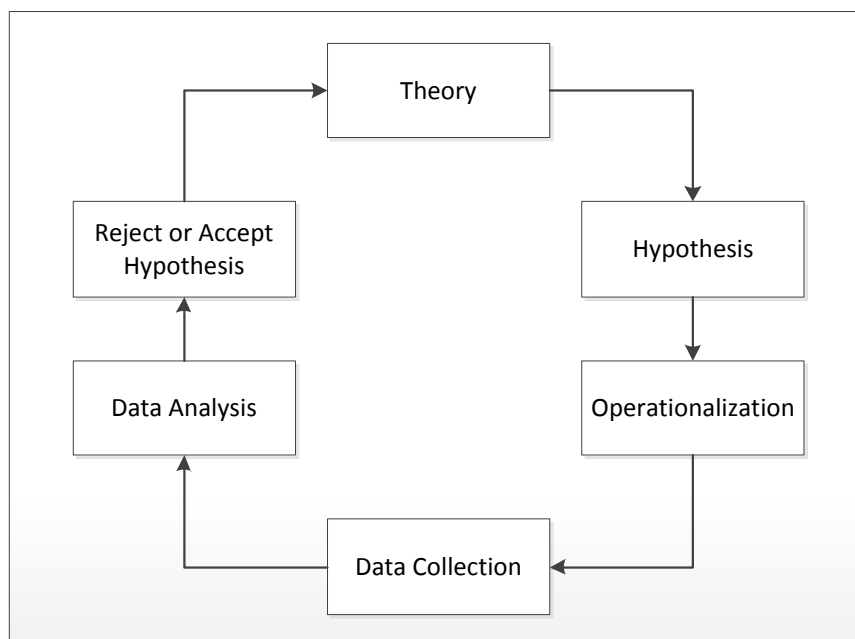 Theory
Hypothesis
Operationalization
Data Collection
Data Analysis
Reject or Accept
Hypothesis